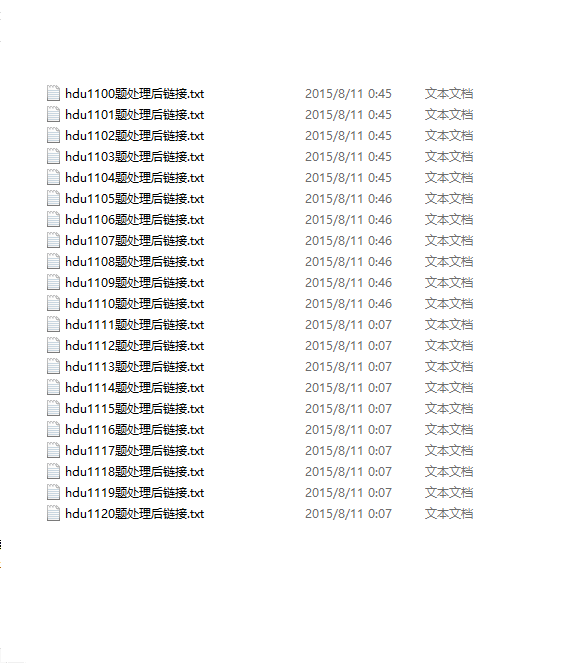 hdu1100题处理后链接.txt 2015/8/11 0:45 文本文档
hdu1101题处理后链接.txt 2015/8/11 0:45 文本文档
hdu1102题处理后链接.txt 2015/8/11 0:45 文本文档
hdu1103题处理后链接.txt 2015/8/11 0:45 文本文档
hdu1104题处理后链接.txt 2015/8/11 0:45 文本文档
hdu1105题处理后链接.txt 2015/8/11 0:46 文本文档
hdu1106题处理后链接.txt 2015/8/11 0:46 文本文档
hdu1107题处理后链接.txt 2015/8/11 0:46 文本文档
hdu1108题处理后链接.txt 2015/8/11 0:46 文本文档
hdu1109题处理后链接.txt 2015/8/11 0:46 文本文档
hdu1110题处理后链接.txt 2015/8/11 0:46 文本文档
hdu1111题处理后链接.txt 2015/8/11 0:07 文本文档
hdu1112题处理后链接.txt 2015/8/11 0:07 文本文档
hdu1113题处理后链接.txt 2015/8/11 0:07 文本文档
hdu1114题处理后链接.txt 2015/8/11 0:07 文本文档
hdu1115题处理后链接.txt 2015/8/11 0:07 文本文档
hdu1116题处理后链接.txt 2015/8/11 0:07 文本文档
hdu1117题处理后链接.txt 2015/8/11 0:07 文本文档
hdu1118题处理后链接.txt 2015/8/11 0:07 文本文档
hdu1119题处理后链接.txt 2015/8/11 0:07 文本文档
hdu1120题处理后链接.txt 2015/8/11 0:07 文本文档